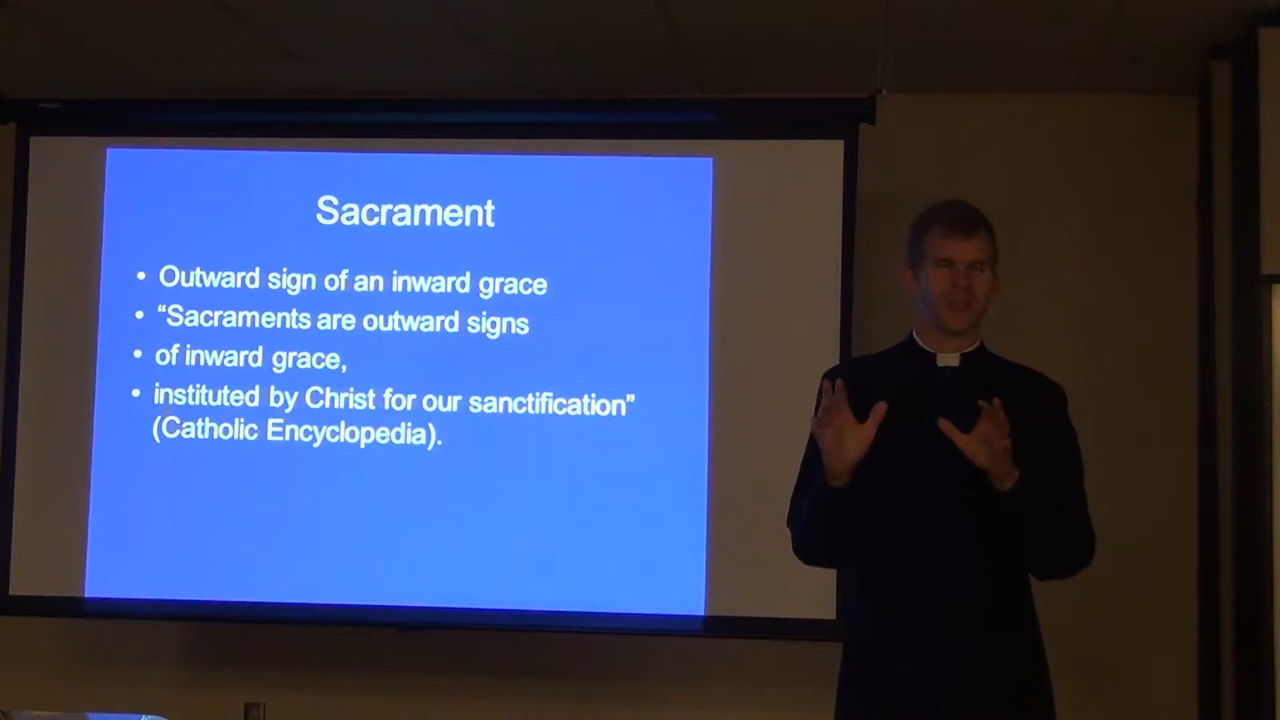 Sacrament
• Outward sign of an inward grace
• “Sacraments are outward signs
• of inward grace,
• instituted by Christ for our sanctification”
(Catholic Encyclopedia).